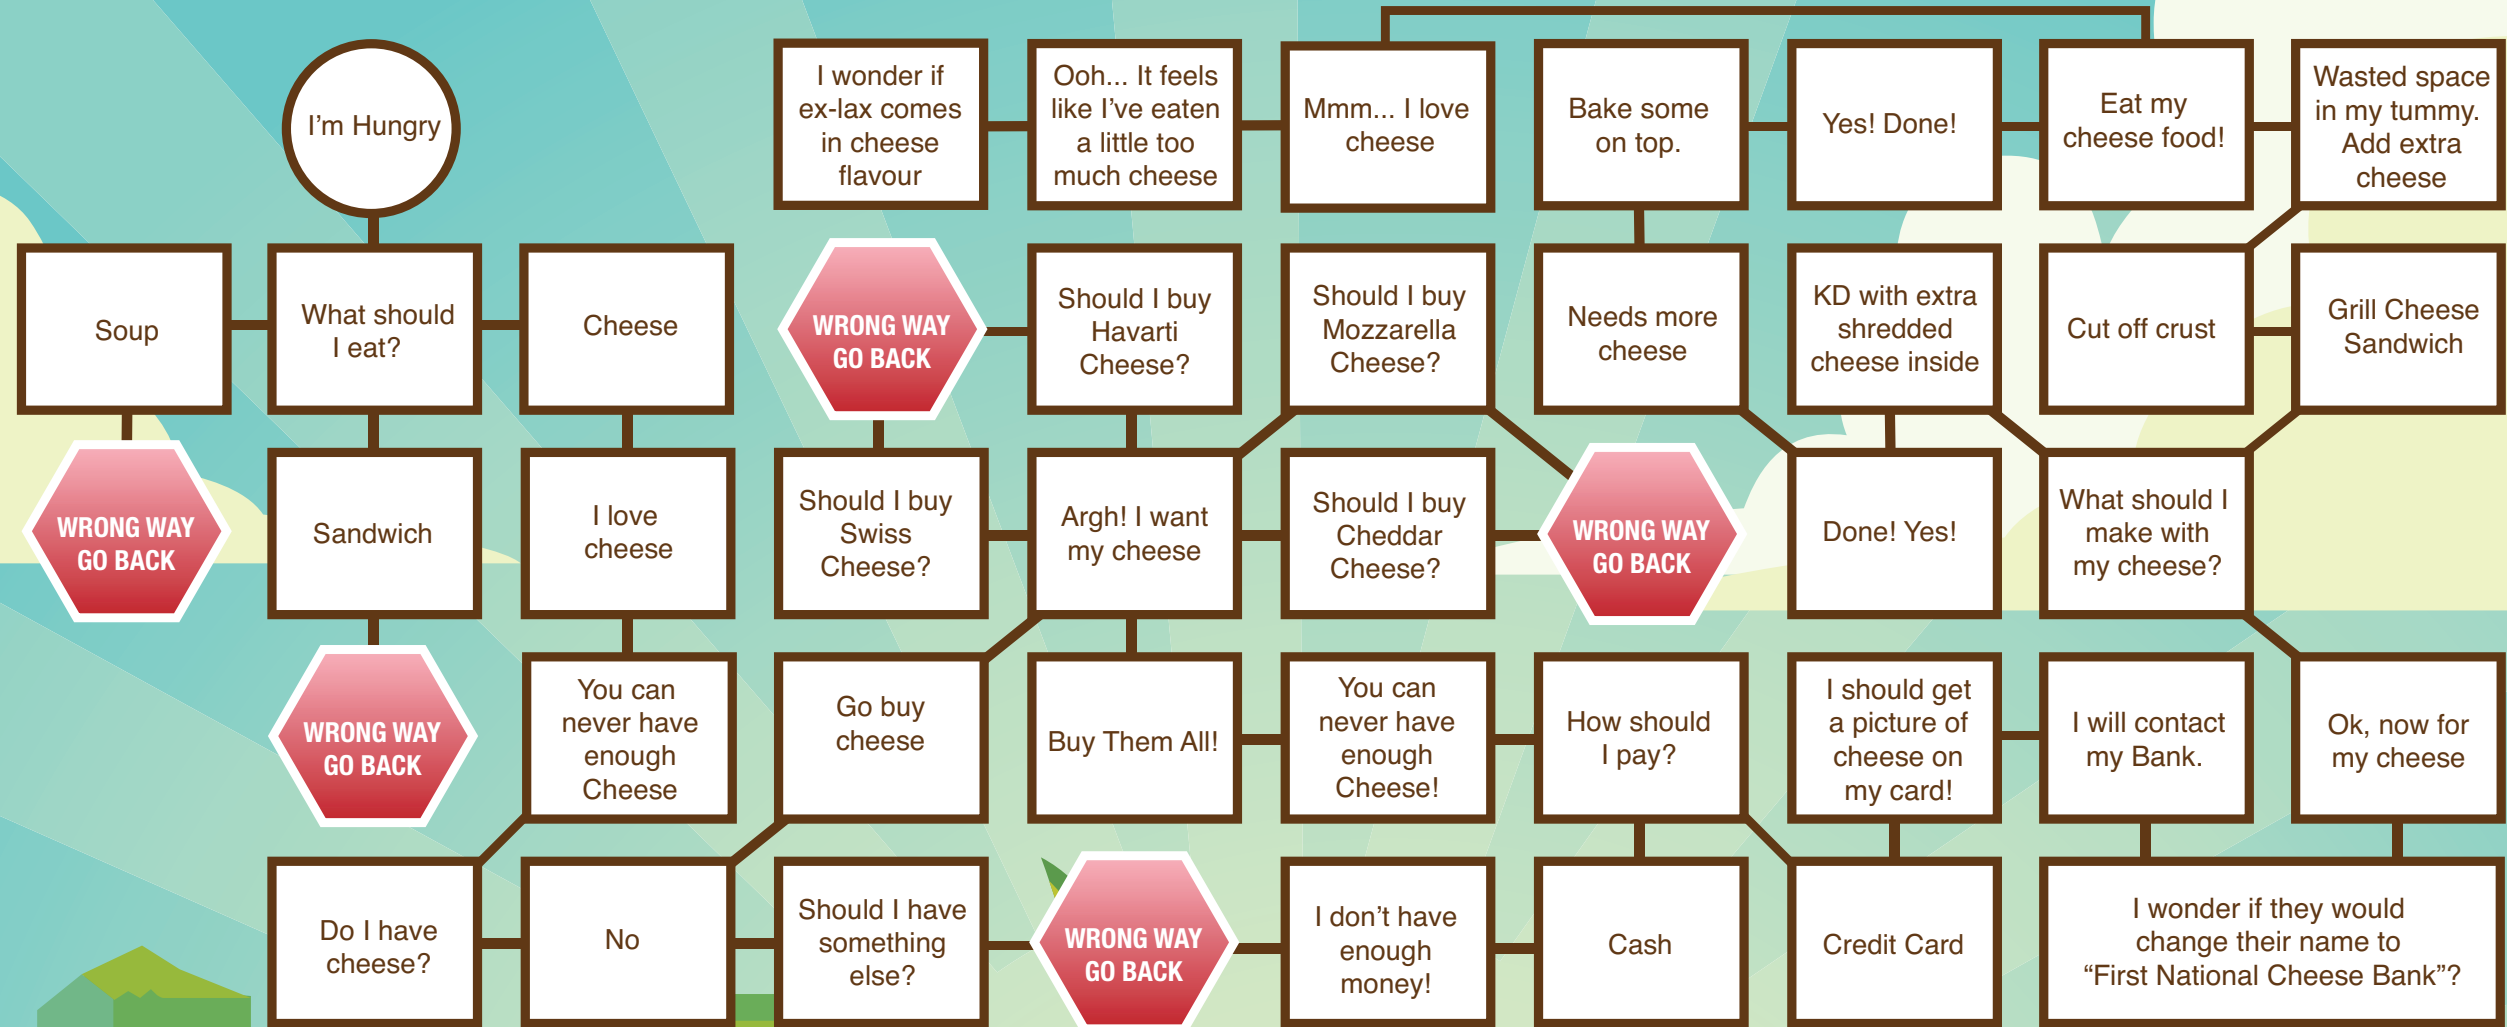 I'm Hungry
I wonder if
ex-lax comes
in cheese
flavour
Ooh... It feels
like I've eaten
a little too
much cheese
Mmm... I love
cheese
Bake some
on top.
Yes! Done!
Eat my
cheese food!
Wasted space
in my tummy.
Add extra
cheese
Soup
What should
I eat?
Cheese
WRONG WAY
GO BACK
Should I buy
Havarti
Cheese?
Should I buy
Mozzarella
Cheese?
Needs more
cheese
KD with extra
shredded
cheese inside
Cut off crust
Grill Cheese
Sandwich
WRONG WAY
GO BACK
Sandwich
I love
cheese
Should I buy
Swiss
Cheese?
Argh! I want
my cheese
Should I buy
Cheddar
Cheese?
WRONG WAY
GO BACK
Done! Yes!
What should I
make with
my cheese?
WRONG WAY
GO BACK
You can
never have
enough
Cheese
Go buy
cheese
Buy Them All!
You can
never have
enough
Cheese!
How should
I pay?
I should get
a picture of
cheese on
my card!
I will contact
my Bank.
Ok, now for
my cheese
Do I have
cheese?
No
Should I have
something
else?
WRONG WAY
GO BACK
I don't have
enough
money!
Cash
Credit Card
I wonder if they would
change their name to
“First National Cheese Bank”?